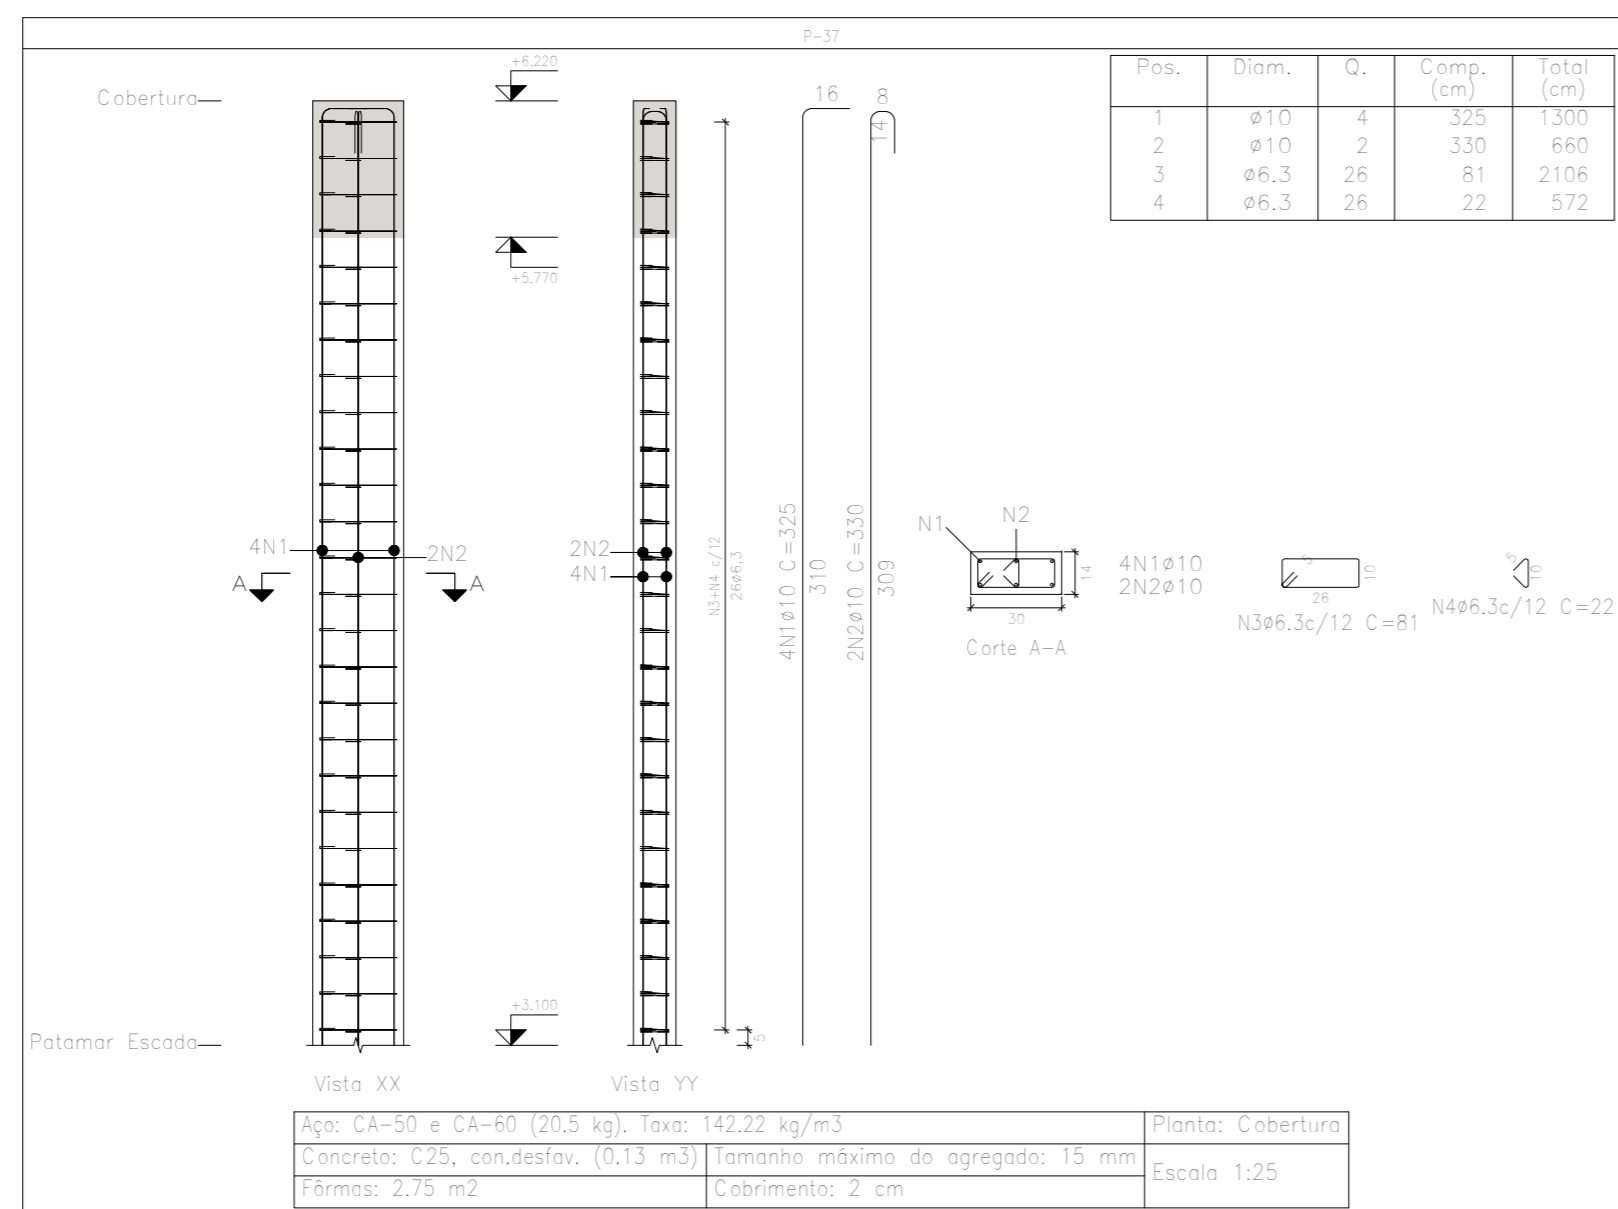 P-37
Cobertura
+6.220
+5.770
4N1
2N2
A
A
Patamar Escada
+3.100
Vista XX
2N2
4N1
Vista YY
N3+N4 c/12
26ø6.3
5
16
8
14
4N1ø10 C=325
310
2N2ø10 C=330
309
Pos. Diam. Q. Comp. (cm) Total (cm)
1 ø10 4 325 1300
2 ø10 2 330 660
3 ø6.3 26 81 2106
4 ø6.3 26 22 572
N1
N2
14
30
Corte A-A
4N1ø10
2N2ø10
5
10
26
N3ø6.3c/12 C=81
5
10
N4ø6.3c/12 C=22
Aço: CA-50 e CA-60 (20.5 kg). Taxa: 142.22 kg/m3
Planta: Cobertura
Concreto: C25, con.desfav. (0.13 m3)
Tamanho máximo do agregado: 15 mm
Escala 1:25
Fôrmas: 2.75 m2
Cobrimento: 2 cm